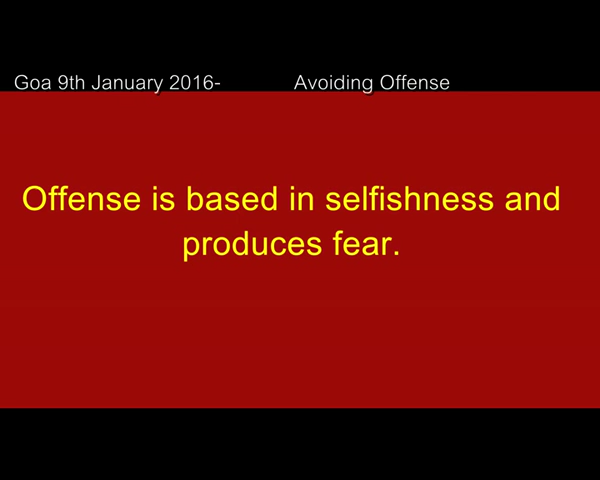 Goa 9th January 2016- Avoiding Offense
Offense is based in selfishness and
produces fear.